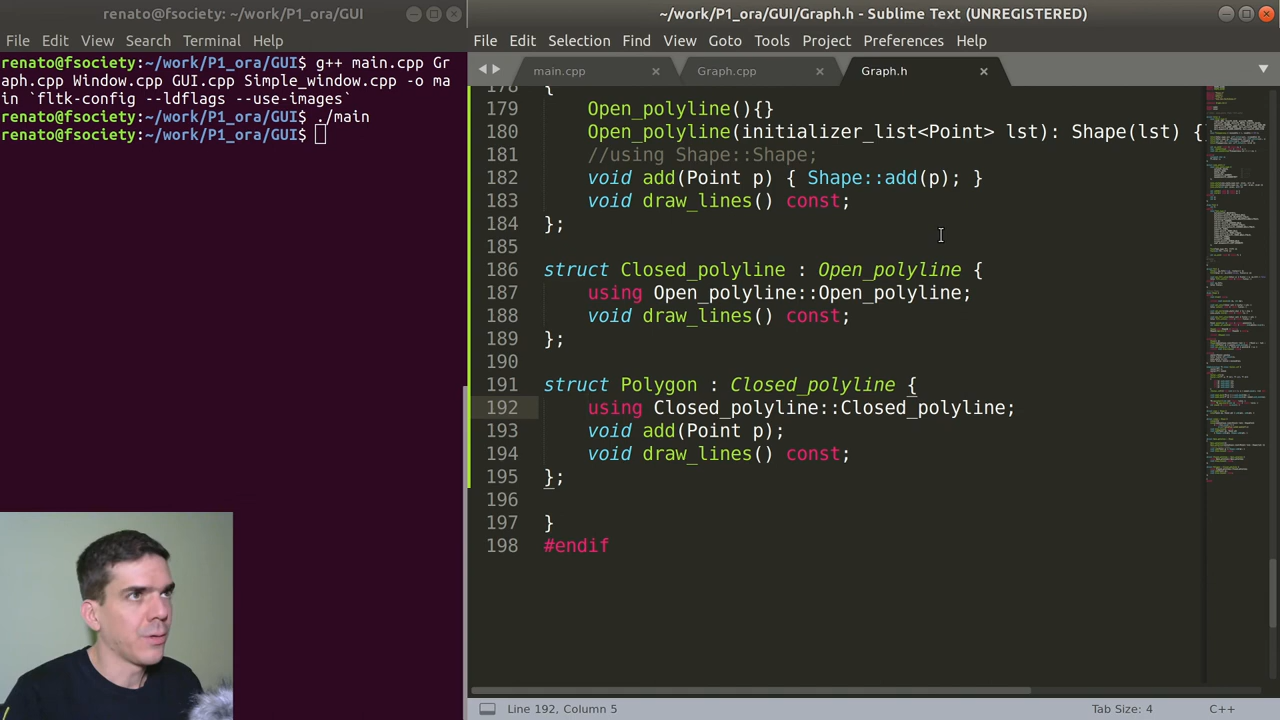 renato@fsociety: ~/work/P1_ora/GUI
File Edit View Search Terminal Help
renato@fsociety:~/work/P1_ora/GUI$ g++ main.cpp Gr
aph.cpp Window.cpp GUI.cpp Simple_window.cpp -o ma
in `fltk-config --ldflags --use-images`
renato@fsociety:~/work/P1_ora/GUI$ ./main
renato@fsociety:~/work/P1_ora/GUI$
~/work/P1_ora/GUI/Graph.h - Sublime Text (UNREGISTERED)
File Edit Selection Find View Goto Tools Project Preferences Help
main.cpp Graph.cpp Graph.h
178 {
179 Open_polyline(){}
180 Open_polyline(initializer_list<Point> lst): Shape(lst) {
181 //using Shape::Shape;
182 void add(Point p) { Shape::add(p); }
183 void draw_lines() const;
184 };
185
186 struct Closed_polyline : Open_polyline {
187 using Open_polyline::Open_polyline;
188 void draw_lines() const;
189 };
190
191 struct Polygon : Closed_polyline {
192 using Closed_polyline::Closed_polyline;
193 void add(Point p);
194 void draw_lines() const;
195 };
196
197 }
198 #endif
Line 192, Column 5 Tab Size: 4 C++